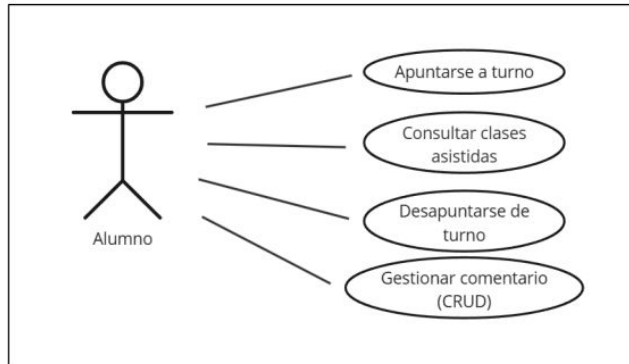 Apuntarse a turno
Consultar clases
asistidas
Desapuntarse de
turno
Alumno
Gestionar comentario
(CRUD)